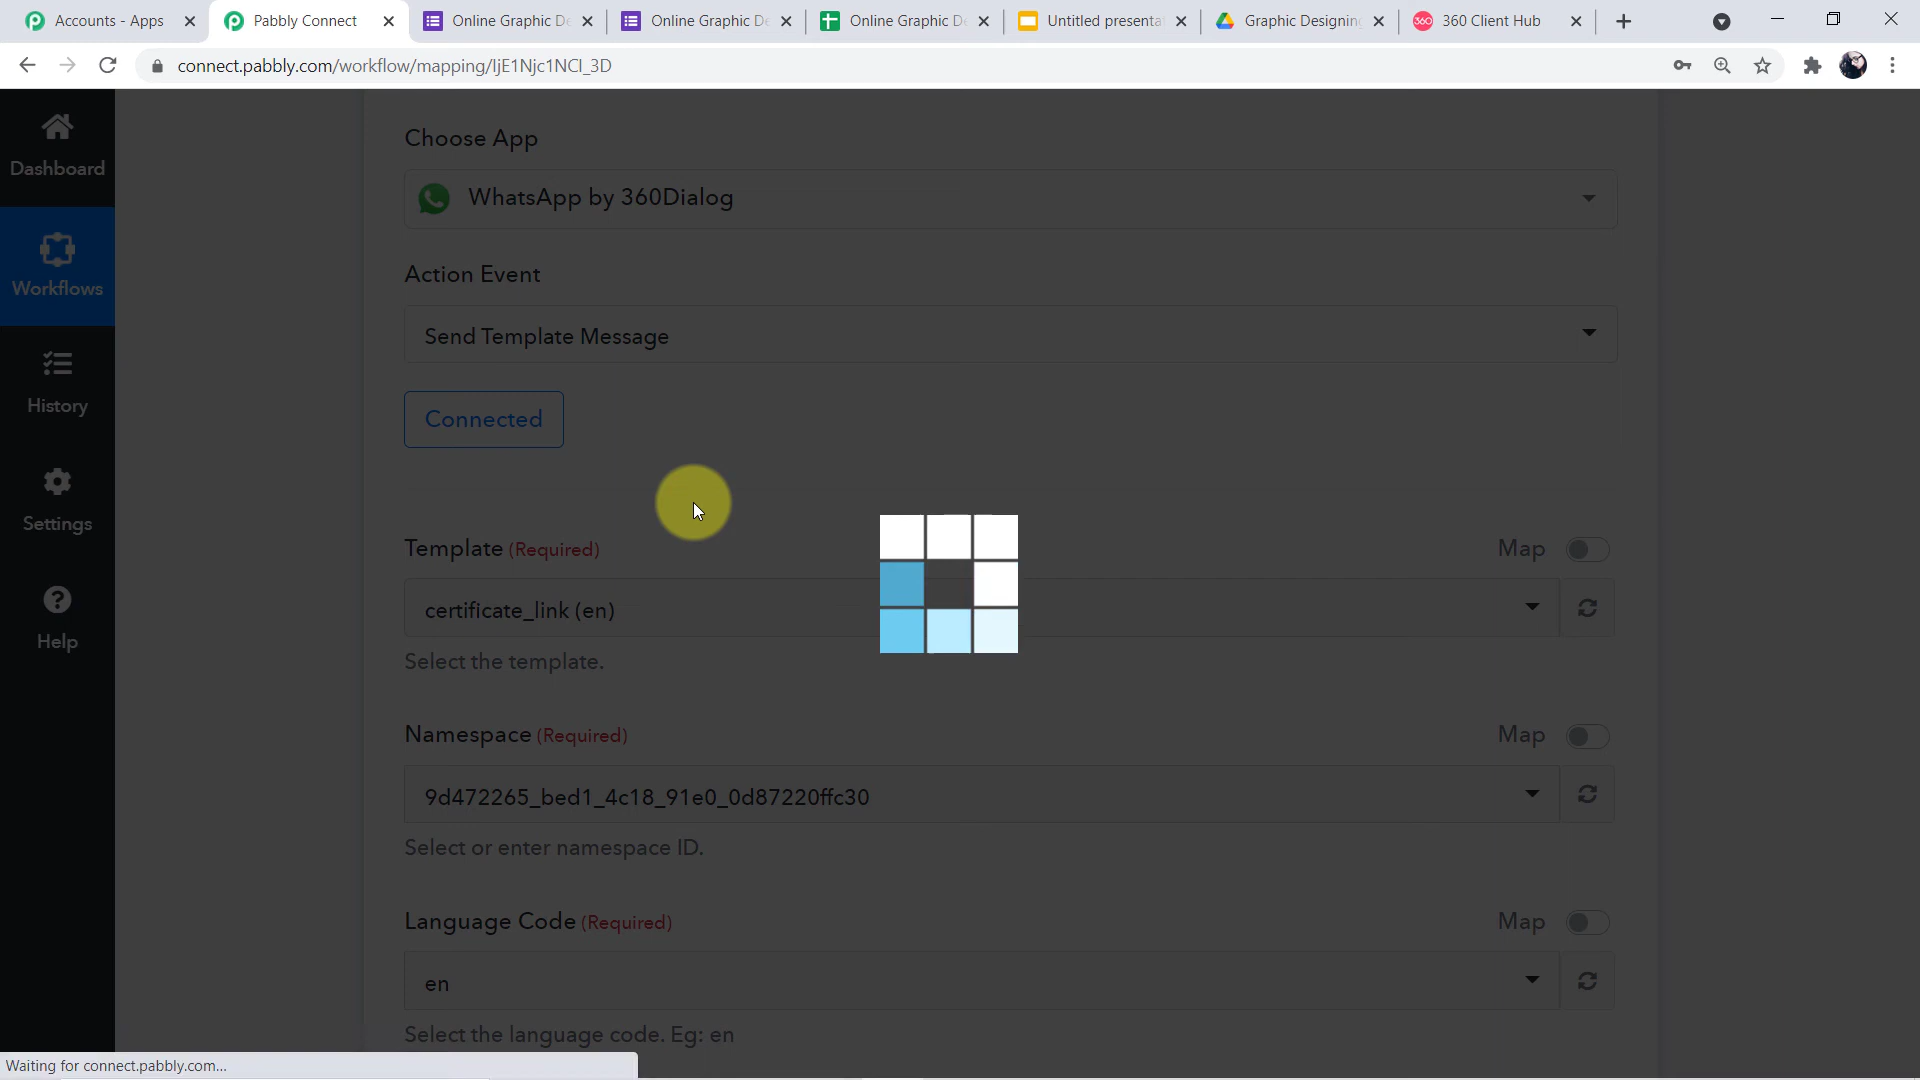 Accounts - Apps
Pabbly Connect
Online Graphic De
Online Graphic De
Online Graphic De
Untitled presenta
Graphic Designing
360 Client Hub
connect.pabbly.com/workflow/mapping/IjE1Njc1NCI_3D
Dashboard
Workflows
History
Settings
Help
Choose App
WhatsApp by 360Dialog
Action Event
Send Template Message
Connected
Template (Required)
Map
certificate_link (en)
Select the template.
Namespace (Required)
Map
9d472265_bed1_4c18_91e0_0d87220ffc30
Select or enter namespace ID.
Language Code (Required)
Map
en
Select the language code. Eg: en
Waiting for connect.pabbly.com...